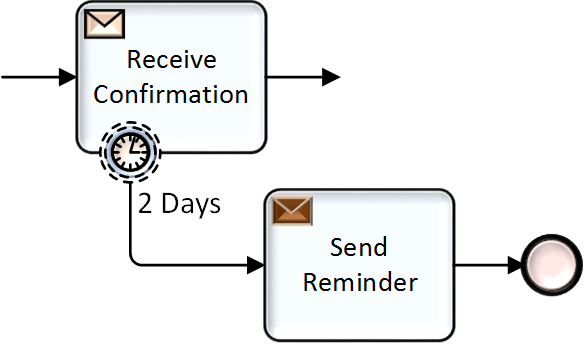 Receive
Confirmation
2 Days
Send
Reminder